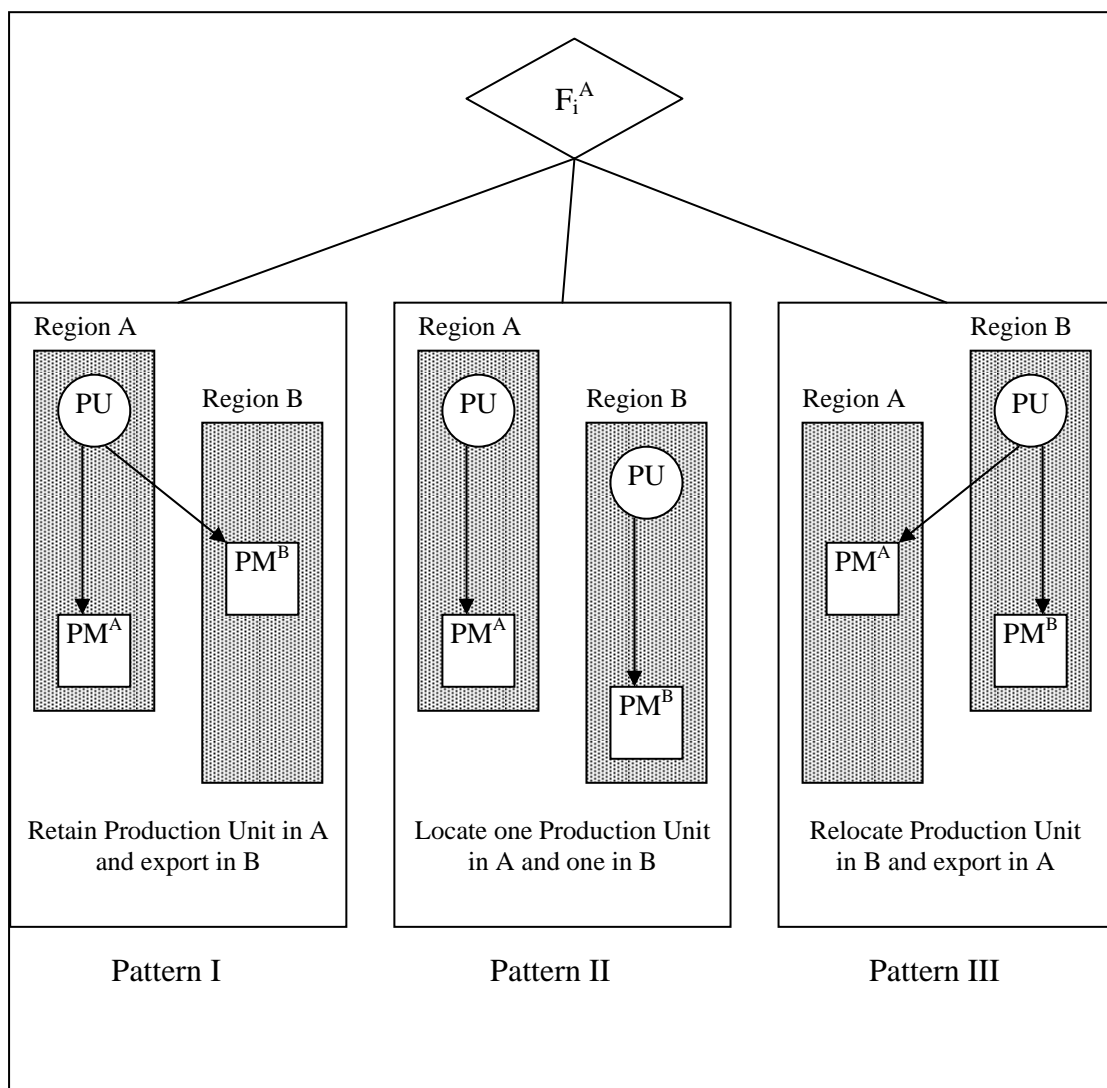 F_i^A
Region A
PU
Region B
PM^B
PM^A
Retain Production Unit in A
and export in B
Pattern I
Region A
PU
Region B
PU
PM^A
PM^B
Locate one Production Unit
in A and one in B
Pattern II
Region B
PU
Region A
PM^A
PM^B
Relocate Production Unit
in B and export in A
Pattern III